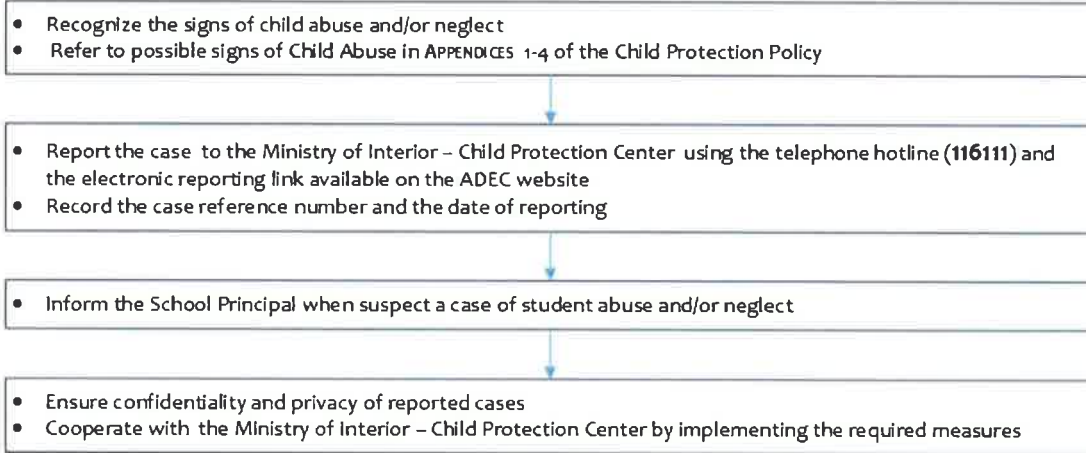 • Recognize the signs of child abuse and/or neglect
• Refer to possible signs of Child Abuse in APPENDICES 1-4 of the Child Protection Policy
• Report the case to the Ministry of Interior – Child Protection Center using the telephone hotline (116111) and
the electronic reporting link available on the ADEC website
• Record the case reference number and the date of reporting
• Inform the School Principal when suspect a case of student abuse and/or neglect
• Ensure confidentiality and privacy of reported cases
• Cooperate with the Ministry of Interior – Child Protection Center by implementing the required measures